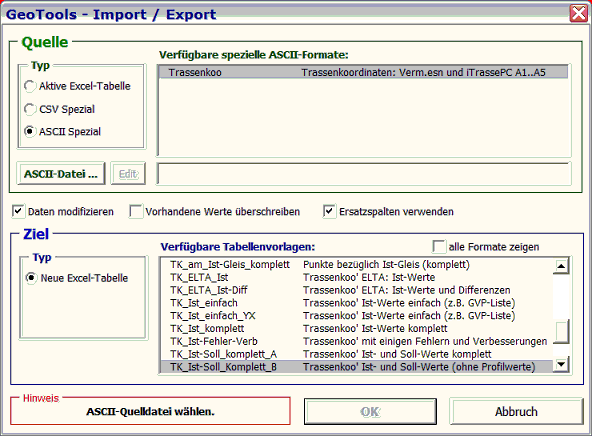 GeoTools - Import / Export
Quelle
Typ
Aktive Excel-Tabelle
CSV Spezial
ASCII Spezial
Verfügbare spezielle ASCII-Formate:
Trassenkoo Trassenkoordinaten: Verm.esn und iTrassePC A1..A5
ASCII-Datei ... Edit
Daten modifizieren Vorhandene Werte überschreiben Ersatzspalten verwenden
Ziel
Typ
Neue Excel-Tabelle
Verfügbare Tabellenvorlagen: alle Formate zeigen
TK_am_Ist-Gleis_komplett Punkte bezüglich Ist-Gleis (komplett)
TK_ELTA_Ist Trassenkoo' ELTA: Ist-Werte
TK_ELTA_Ist-Diff Trassenkoo' ELTA: Ist-Werte und Differenzen
TK_Ist_einfach Trassenkoo' Ist-Werte einfach (z.B. GVP-Liste)
TK_Ist_einfach_YX Trassenkoo' Ist-Werte einfach (z.B. GVP-Liste)
TK_Ist_komplett Trassenkoo' Ist-Werte komplett
TK_Ist-Fehler-Verb Trassenkoo' mit einigen Fehlern und Verbesserungen
TK_Ist-Soll_komplett_A Trassenkoo' Ist- und Soll-Werte komplett
TK_Ist-Soll_Komplett_B Trassenkoo' Ist- und Soll-Werte (ohne Profilwerte)
Hinweis
ASCII-Quelldatei wählen.
OK
Abbruch